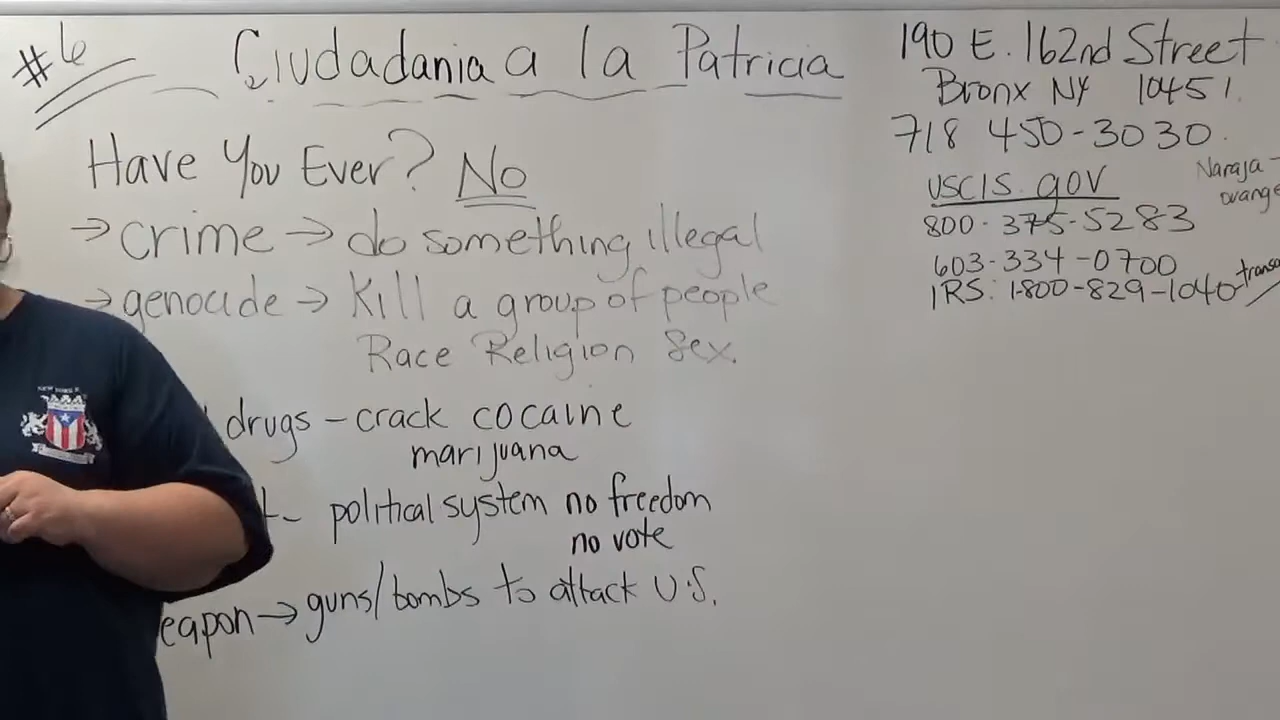 #6
Ciudadania a la Patricia
Have You Ever? No
→ crime → do something illegal
→ genocide → Kill a group of people
Race Religion Sex.
drugs - crack cocaine
marijuana
t- political system no freedom
no vote
eapon → guns/bombs to attack U.S.
190 E. 162nd Street
Bronx NY 10451.
718 450-3030.
USCIS.gov
800-375-5283
603-334-0700
IRS: 1-800-829-1040
Naraja -
orange